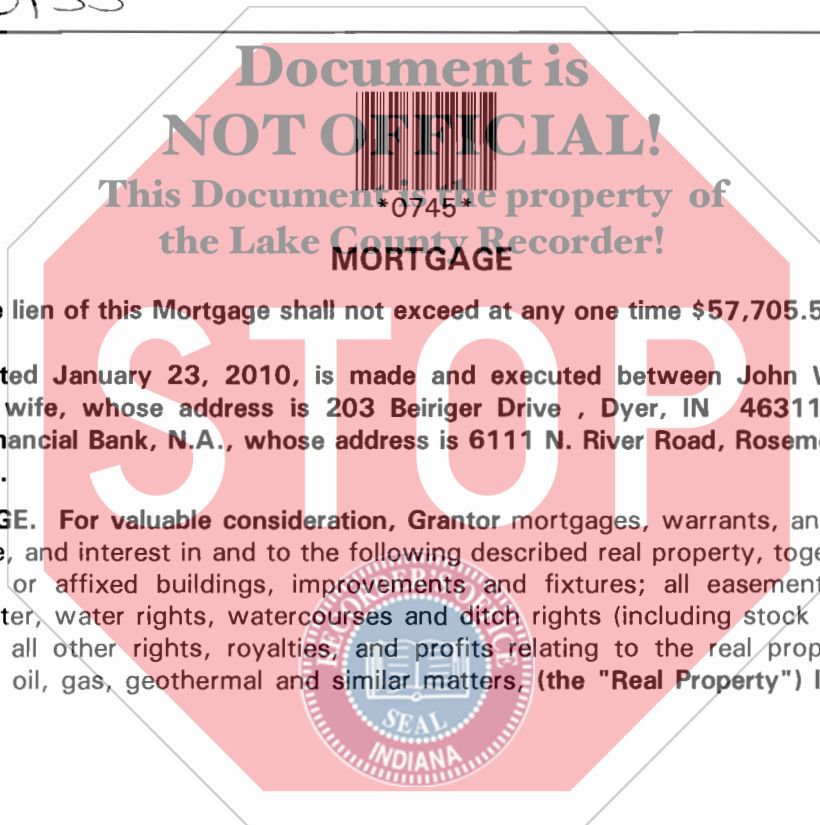 Document is
NOT OFFICIAL!
This Document is the property of
*0745*
the Lake County Recorder!
MORTGAGE
lien of this Mortgage shall not exceed at any one time $57,705.5
ted January 23, 2010, is made and executed between John
wife, whose address is 203 Beiriger Drive , Dyer, IN 46311
nancial Bank, N.A., whose address is 6111 N. River Road, Rosem
.
GE. For valuable consideration, Grantor mortgages, warrants, an
e, and interest in and to the following described real property, toge
or affixed buildings, improvements and fixtures; all easement
ter, water rights, watercourses and ditch rights (including stock
all other rights, royalties, and profits relating to the real prop
oil, gas, geothermal and similar matters, (the "Real Property") l
STOP
RECORDER'S OFFICE
SEAL
INDIANA